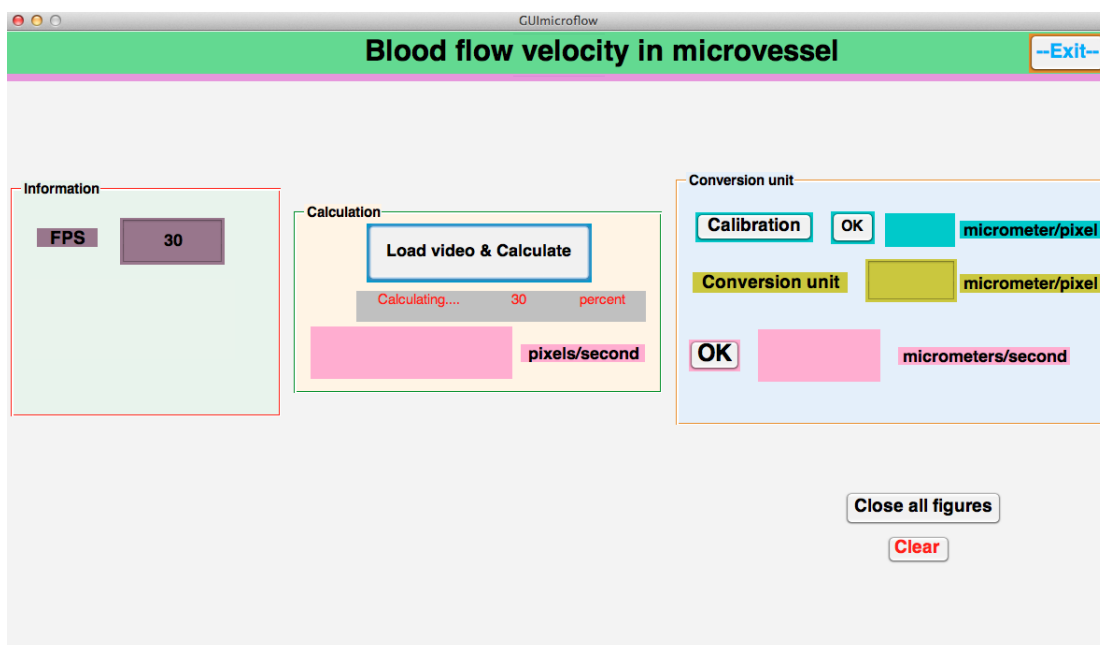 GUImicroflow
Blood flow velocity in microvessel
--Exit--
Information
FPS 30
Calculation
Load video & Calculate
Calculating.... 30 percent
pixels/second
Conversion unit
Calibration OK micrometer/pixel
Conversion unit micrometer/pixel
OK micrometers/second
Close all figures
Clear